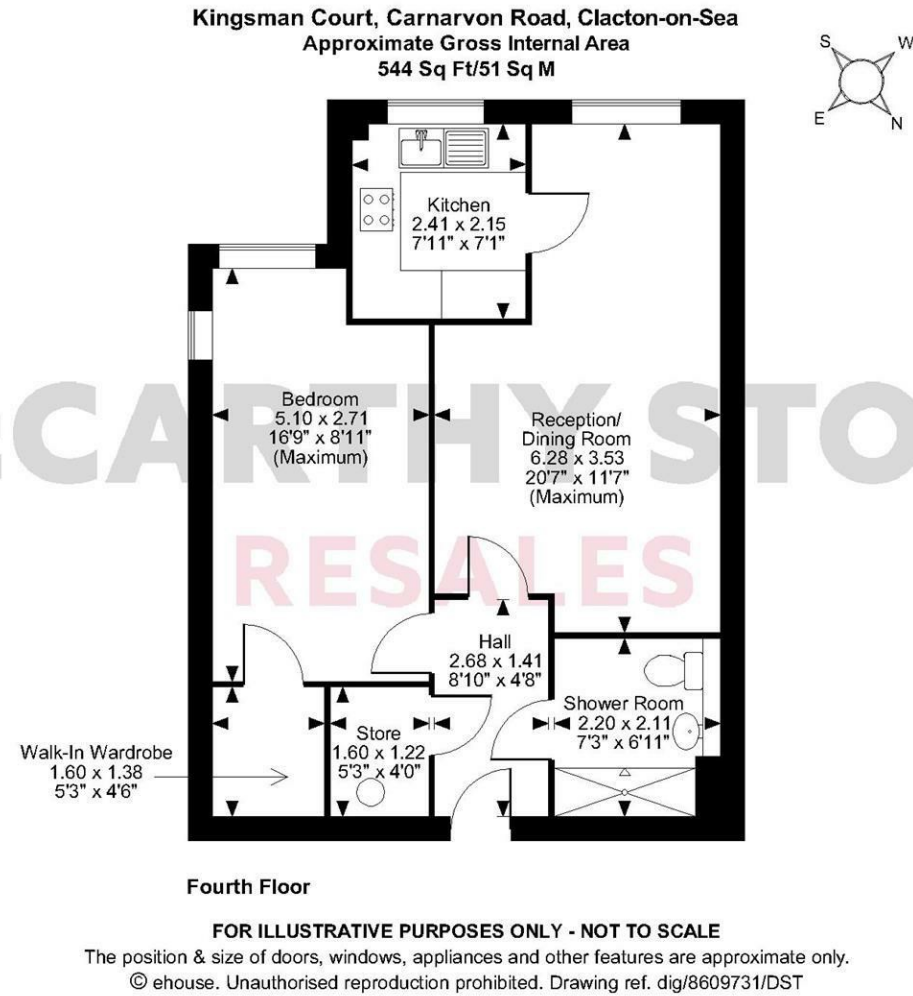 Kingsman Court, Carnarvon Road, Clacton-on-Sea
Approximate Gross Internal Area
544 Sq Ft/51 Sq M
S
W
E
N
Kitchen
2.41 x 2.15
7'11" x 7'1"
Bedroom
5.10 x 2.71
16'9" x 8'11"
(Maximum)
Reception/
Dining Room
6.28 x 3.53
20'7" x 11'7"
(Maximum)
CARTHY STO
RESALES
Hall
2.68 x 1.41
8'10" x 4'8"
Shower Room
2.20 x 2.11
7'3" x 6'11"
Store
1.60 x 1.22
5'3" x 4'0"
Walk-In Wardrobe
1.60 x 1.38
5'3" x 4'6"
Fourth Floor
FOR ILLUSTRATIVE PURPOSES ONLY - NOT TO SCALE
The position & size of doors, windows, appliances and other features are approximate only.
© ehouse. Unauthorised reproduction prohibited. Drawing ref. dig/8609731/DST